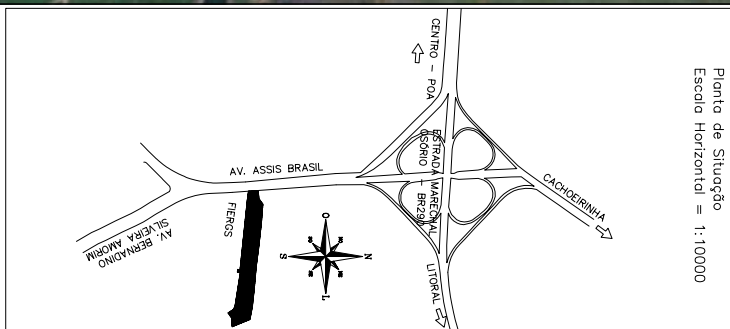 Planta de Situação
Escala Horizontal = 1:10000
CENTRO - POA
ESTRADA MARECHAL
OSÓRIO - BR290
CACHOEIRINHA
LITORAL
AV. ASSIS BRASIL
FIERGS
AV. BERNADINO
SILVEIRA AMORIM
O
N
S
L